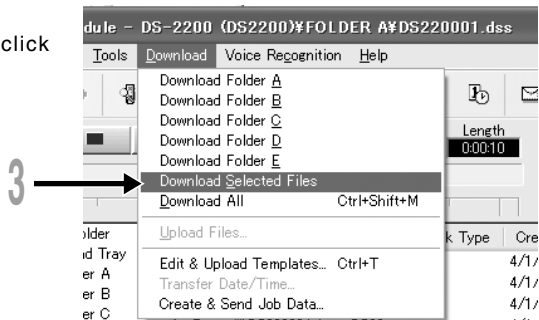 click
dule - DS-2200 (DS2200)¥FOLDER A¥DS220001.dss
Tools Download Voice Recognition Help
Download Folder A
Download Folder B
Download Folder C
Length
Download Folder D
0:00:10
Download Folder E
3
Download Selected Files
Download All Ctrl+Shift+M
Upload Files...
older
k Type Cre
d Tray
Edit & Upload Templates... Ctrl+T
4/1/
er A
Transfer Date/Time...
4/1/
er B
Create & Send Job Data...
4/1/
er C